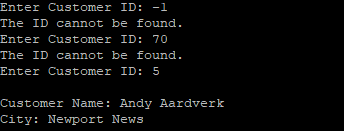 Enter Customer ID: -1
The ID cannot be found.
Enter Customer ID: 70
The ID cannot be found.
Enter Customer ID: 5
Customer Name: Andy Aardverk
City: Newport News